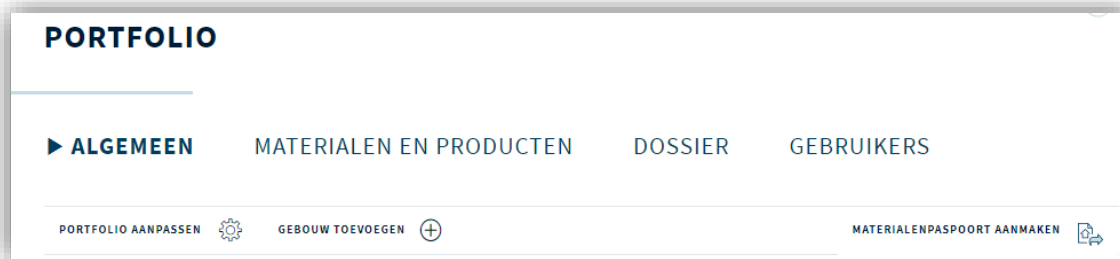 PORTFOLIO
ALGEMEEN MATERIALEN EN PRODUCTEN DOSSIER GEBRUIKERS
PORTFOLIO AANPASSEN GEBOUW TOEVOEGEN MATERIALENPASPOORT AANMAKEN